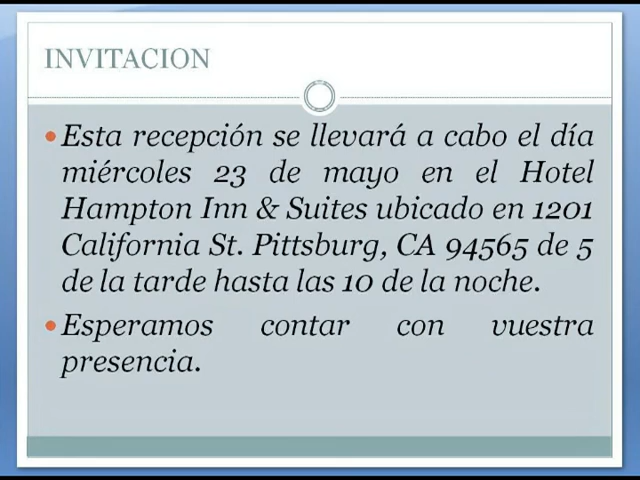 INVITACION
•Esta recepción se llevará a cabo el día
miércoles 23 de mayo en el Hotel
Hampton Inn & Suites ubicado en 1201
California St. Pittsburg, CA 94565 de 5
de la tarde hasta las 10 de la noche.
•Esperamos contar con vuestra
presencia.